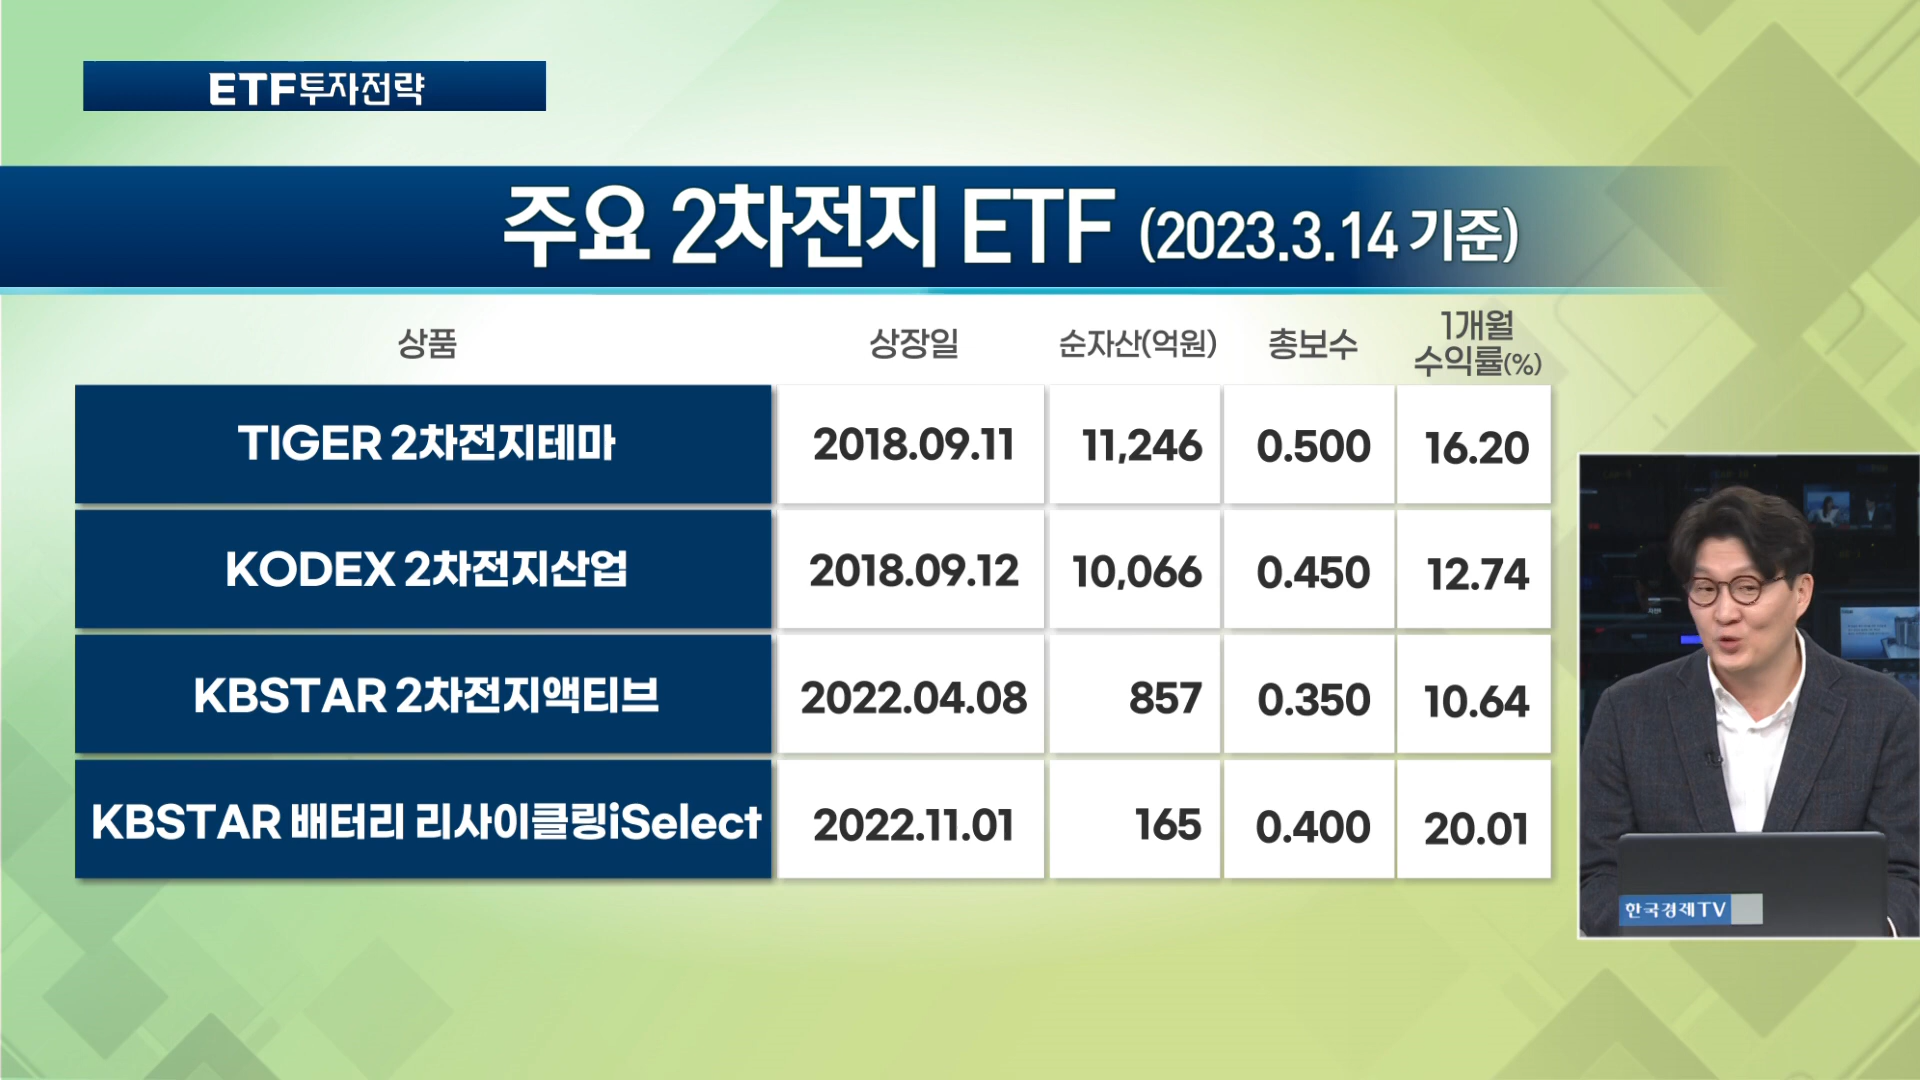 ETF투자전략
주요 2차전지 ETF (2023.3.14 기준)
상품 상장일 순자산(억원) 총보수 1개월 수익률(%)
TIGER 2차전지테마 2018.09.11 11,246 0.500 16.20
KODEX 2차전지산업 2018.09.12 10,066 0.450 12.74
KBSTAR 2차전지액티브 2022.04.08 857 0.350 10.64
KBSTAR 배터리 리사이클링iSelect 2022.11.01 165 0.400 20.01
한국경제TV